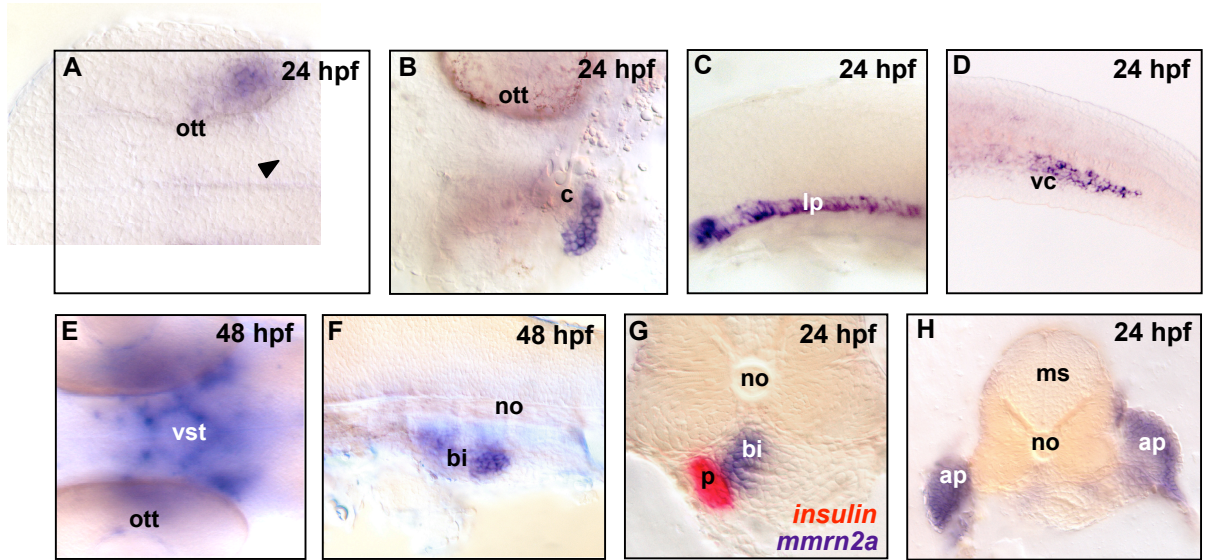 A
24 hpf
ott
B
24 hpf
ott
c
C
24 hpf
lp
D
24 hpf
vc
E
48 hpf
vst
ott
F
48 hpf
no
bi
G
24 hpf
no
bi
p
insulin
mmrn2a
H
24 hpf
ms
no
ap
ap